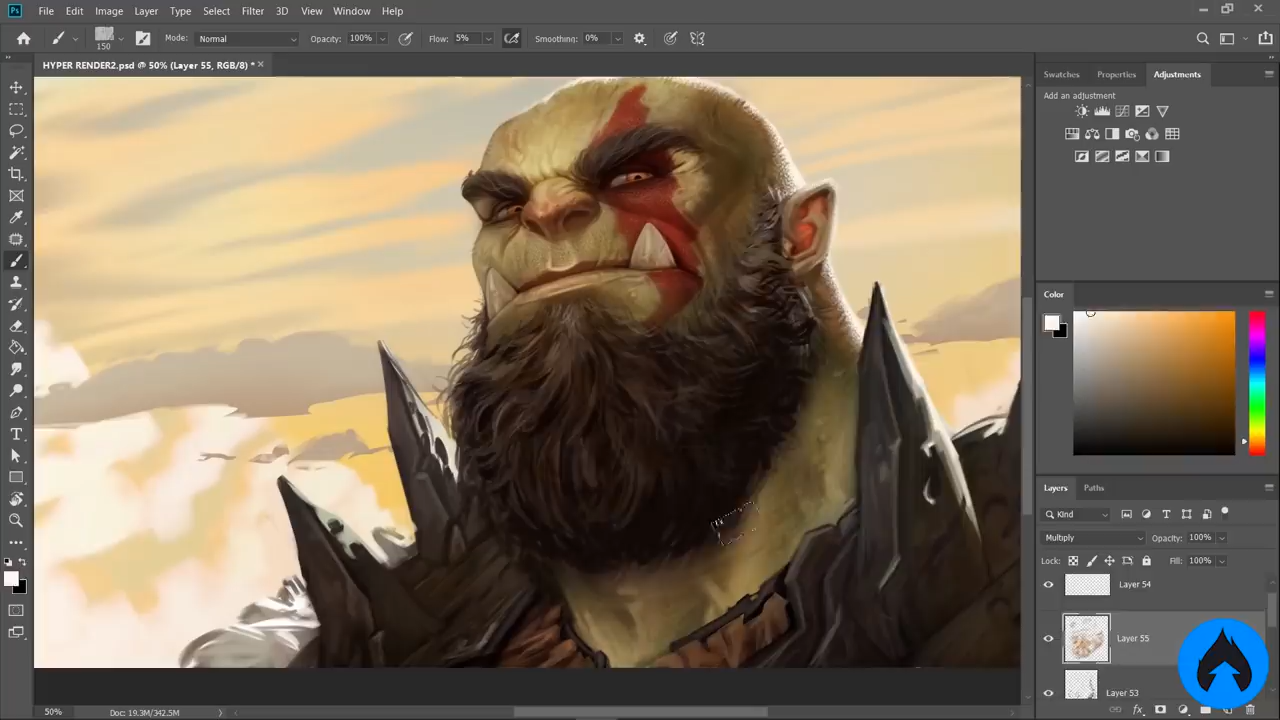 Ps File Edit Image Layer Type Select Filter 3D View Window Help
150 Mode: Normal Opacity: 100% Flow: 5% Smoothing: 0%
HYPER RENDER2.psd @ 50% (Layer 55, RGB/8) *
Swatches Properties Adjustments
Add an adjustment
Color
Layers Paths
Kind
Multiply Opacity: 100%
Lock: Fill: 100%
Layer 54
Layer 55
Layer 53
fx
50% Doc: 19.3M/342.5M